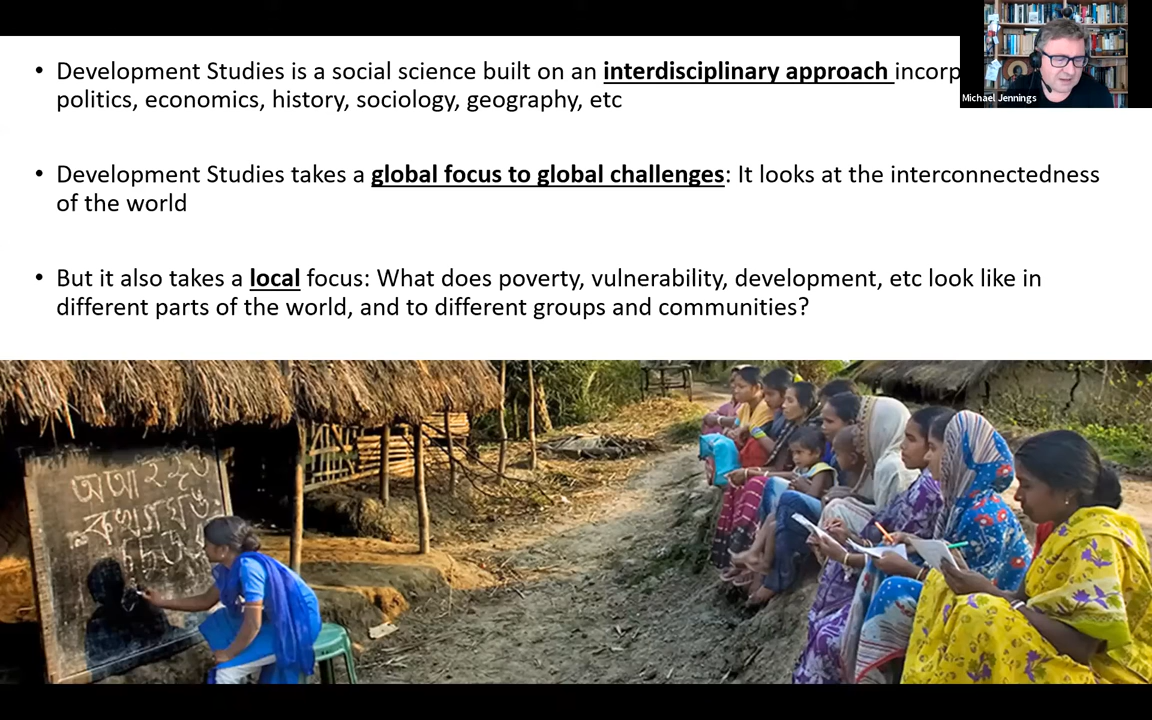 • Development Studies is a social science built on an interdisciplinary approach incorp
politics, economics, history, sociology, geography, etc
• Development Studies takes a global focus to global challenges: It looks at the interconnectedness
of the world
• But it also takes a local focus: What does poverty, vulnerability, development, etc look like in
different parts of the world, and to different groups and communities?
Michael Jennings
অ আ ই ঈ উ
ক খ গ ঘ ঙ